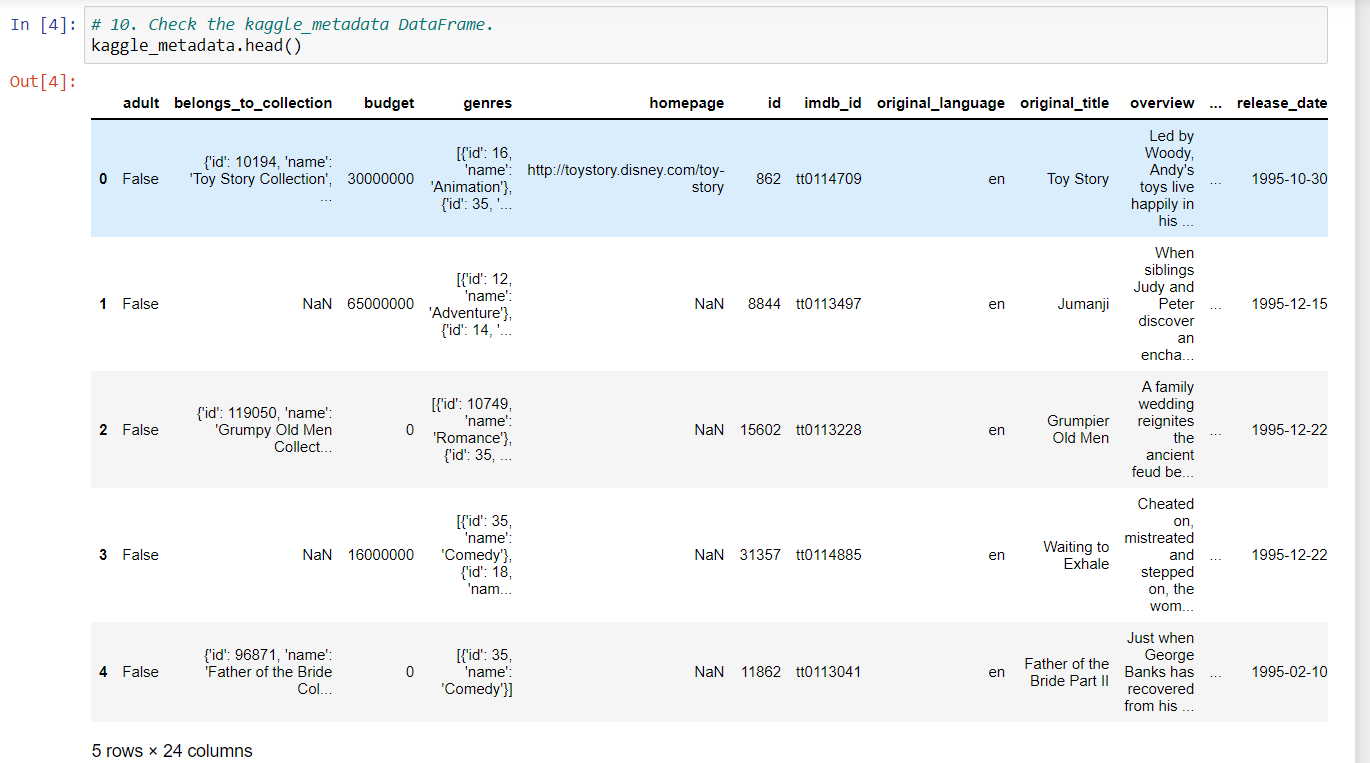 In [4]: # 10. Check the kaggle_metadata DataFrame.
kaggle_metadata.head()
Out[4]:
adult belongs_to_collection budget genres homepage id imdb_id original_language original_title overview ... release_date
0 False {'id': 10194, 'name': 'Toy Story Collection', ... 30000000 [{'id': 16, 'name': 'Animation'}, {'id': 35, '... http://toystory.disney.com/toy-story 862 tt0114709 en Toy Story Led by Woody, Andy's toys live happily in his ... ... 1995-10-30
1 False NaN 65000000 [{'id': 12, 'name': 'Adventure'}, {'id': 14, '... NaN 8844 tt0113497 en Jumanji When siblings Judy and Peter discover an encha... ... 1995-12-15
2 False {'id': 119050, 'name': 'Grumpy Old Men Collect... 0 [{'id': 10749, 'name': 'Romance'}, {'id': 35, ... NaN 15602 tt0113228 en Grumpier Old Men A family wedding reignites the ancient feud be... ... 1995-12-22
3 False NaN 16000000 [{'id': 35, 'name': 'Comedy'}, {'id': 18, 'nam... NaN 31357 tt0114885 en Waiting to Exhale Cheated on, mistreated and stepped on, the wom... ... 1995-12-22
4 False {'id': 96871, 'name': 'Father of the Bride Col... 0 [{'id': 35, 'name': 'Comedy'}] NaN 11862 tt0113041 en Father of the Bride Part II Just when George Banks has recovered from his ... ... 1995-02-10
5 rows × 24 columns